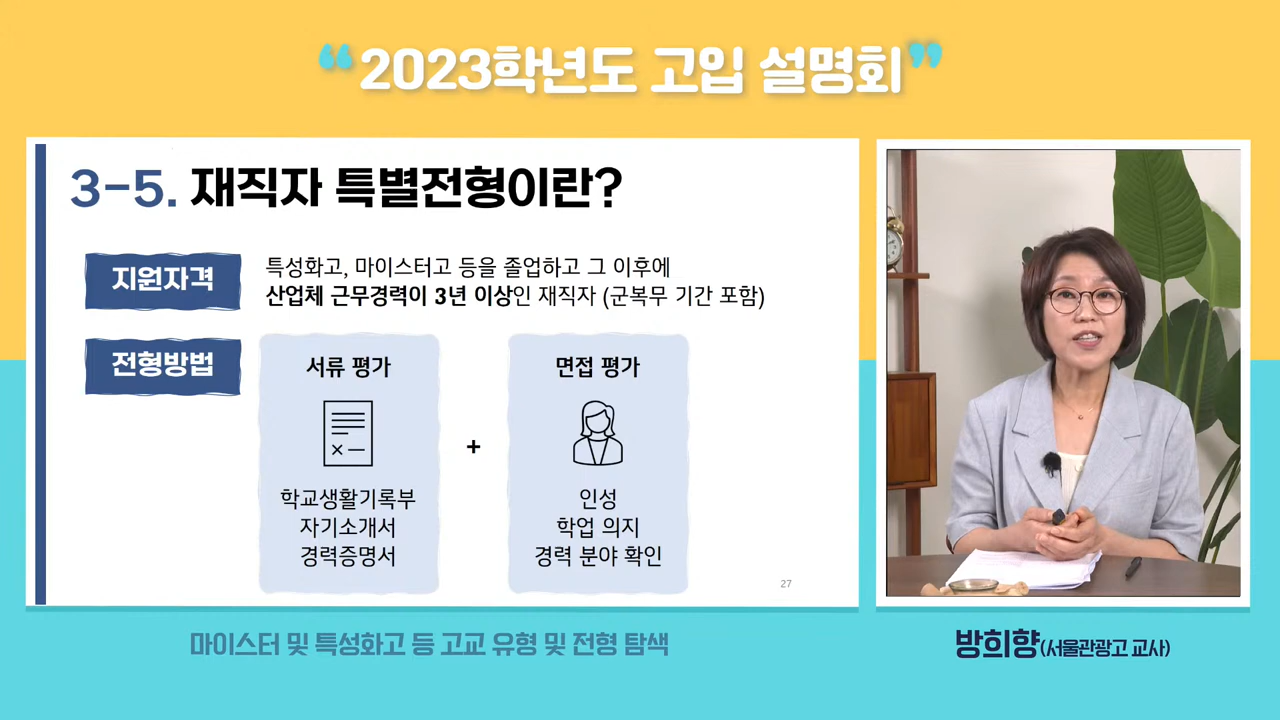 “2023학년도 고입 설명회”
3-5. 재직자 특별전형이란?
지원자격
특성화고, 마이스터고 등을 졸업하고 그 이후에
산업체 근무경력이 3년 이상인 재직자 (군복무 기간 포함)
전형방법
서류 평가
학교생활기록부
자기소개서
경력증명서
+
면접 평가
인성
학업 의지
경력 분야 확인
27
마이스터 및 특성화고 등 고교 유형 및 전형 탐색
방희향(서울관광고 교사)